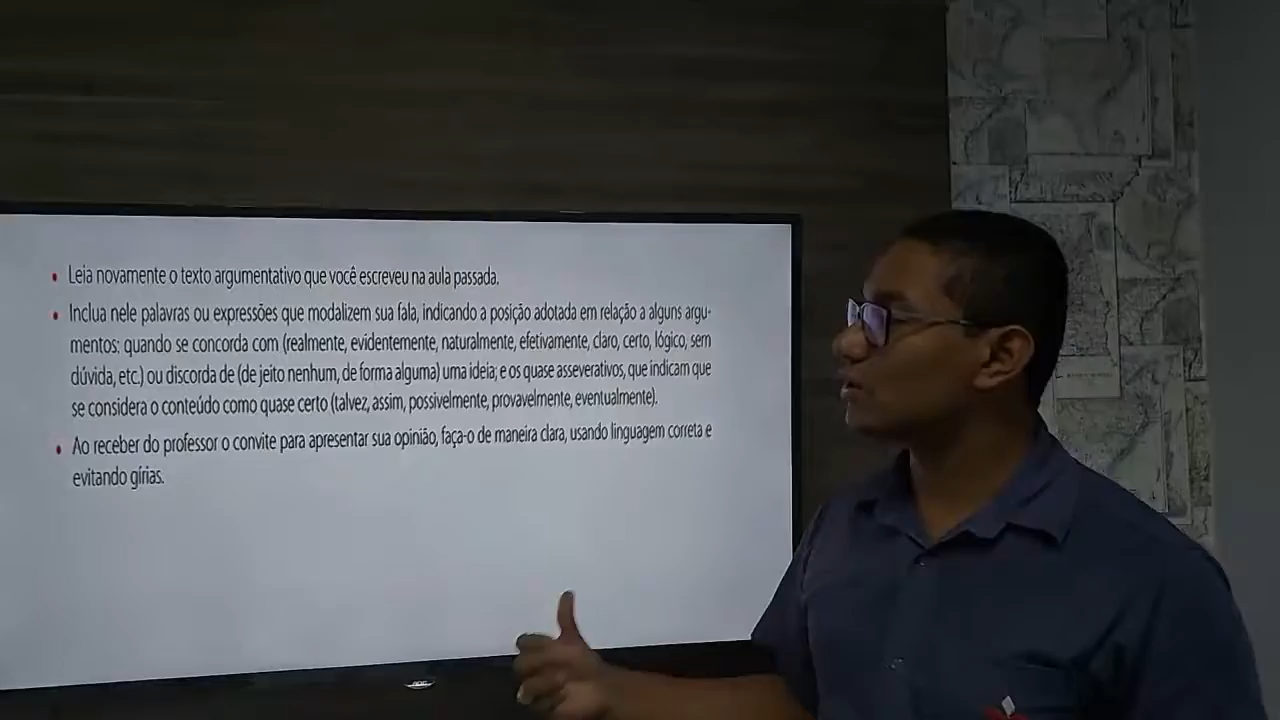 Leia novamente o texto argumentativo que você escreveu na aula passada.
Inclua nele palavras ou expressões que modalizem sua fala, indicando a posição adotada em relação a alguns argu-
mentos: quando se concorda com (realmente, evidentemente, naturalmente, efetivamente, claro, certo, lógico, sem
dúvida, etc.) ou discorda de (de jeito nenhum, de forma alguma) uma ideia; e os quase asseverativos, que indicam que
se considera o conteúdo como quase certo (talvez, assim, possivelmente, provavelmente, eventualmente).
Ao receber do professor o convite para apresentar sua opinião, faça-o de maneira clara, usando linguagem correta e
evitando gírias.
AOC